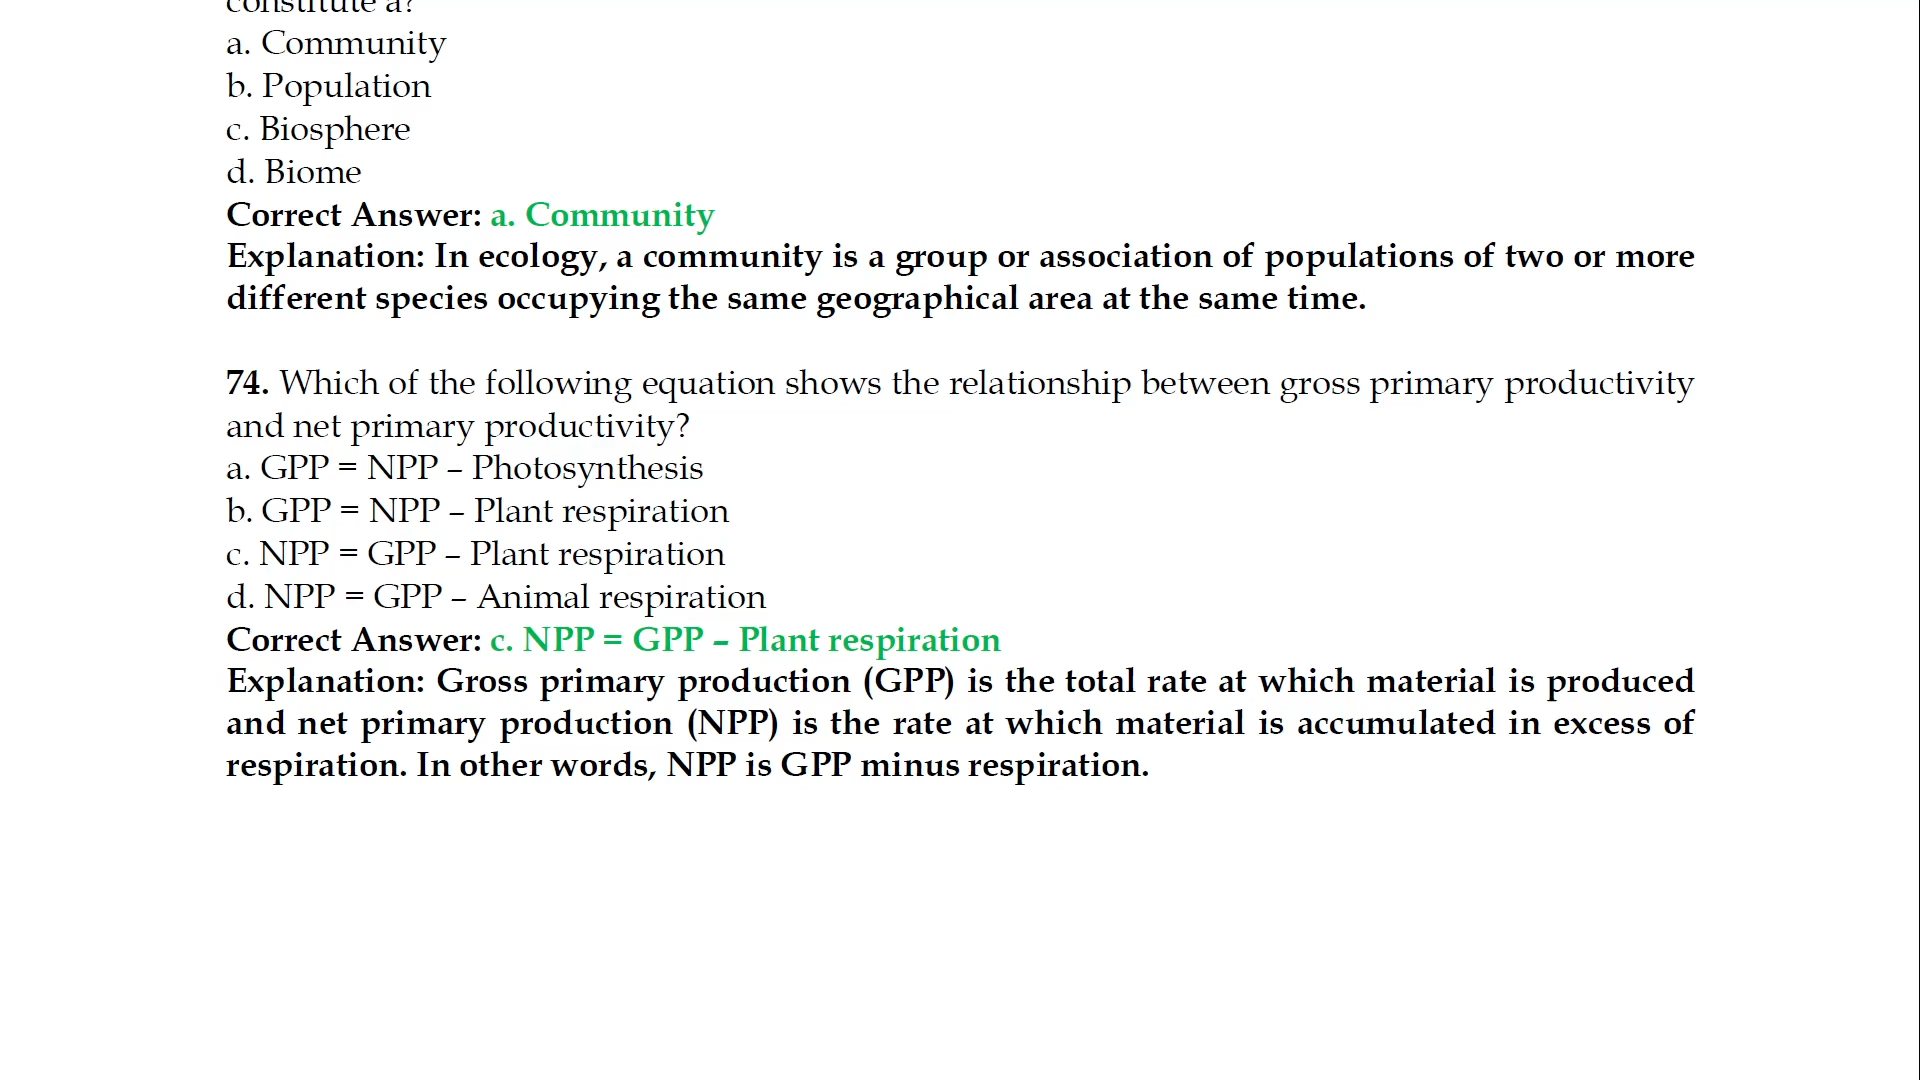 constitute a?
a. Community
b. Population
c. Biosphere
d. Biome
Correct Answer: a. Community
Explanation: In ecology, a community is a group or association of populations of two or more
different species occupying the same geographical area at the same time.
74. Which of the following equation shows the relationship between gross primary productivity
and net primary productivity?
a. GPP = NPP – Photosynthesis
b. GPP = NPP – Plant respiration
c. NPP = GPP – Plant respiration
d. NPP = GPP – Animal respiration
Correct Answer: c. NPP = GPP – Plant respiration
Explanation: Gross primary production (GPP) is the total rate at which material is produced
and net primary production (NPP) is the rate at which material is accumulated in excess of
respiration. In other words, NPP is GPP minus respiration.